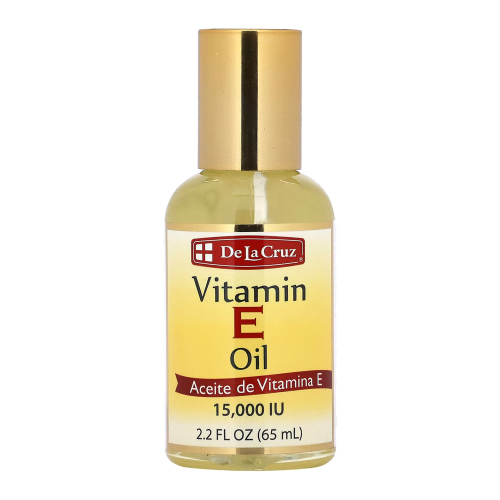 De La Cruz®
Vitamin
E
Oil
Aceite de Vitamina E
15,000 IU
2.2 FL OZ (65 mL)